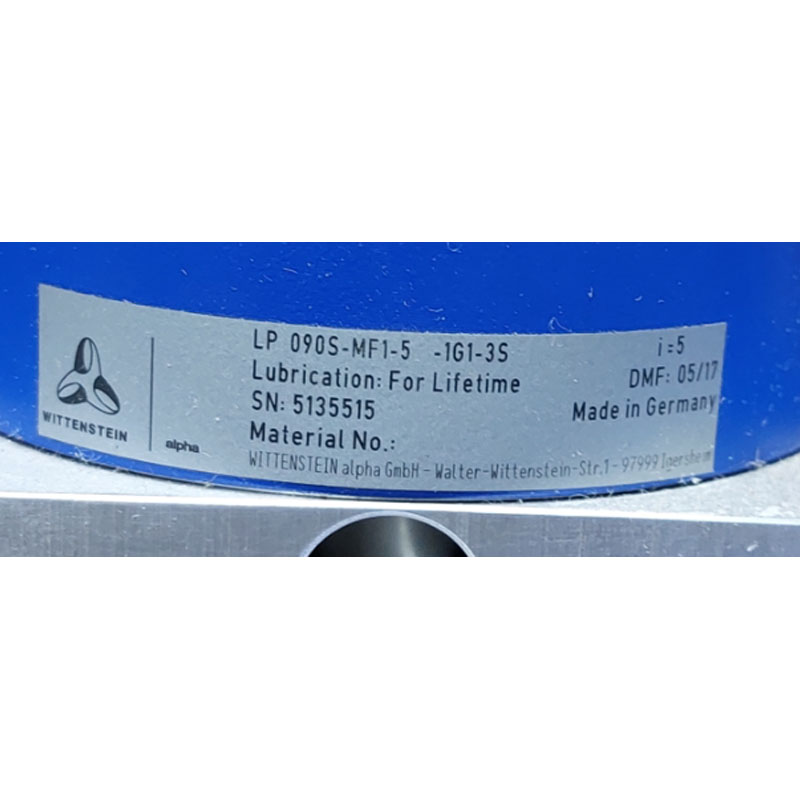 LP 090S-MF1-5 -1G1-3S i=5
Lubrication: For Lifetime DMF: 05/17
SN: 5135515 Made in Germany
Material No.:
WITTENSTEIN alpha GmbH - Walter-Wittenstein-Str.1 - 97999 Igersheim
WITTENSTEIN
alpha